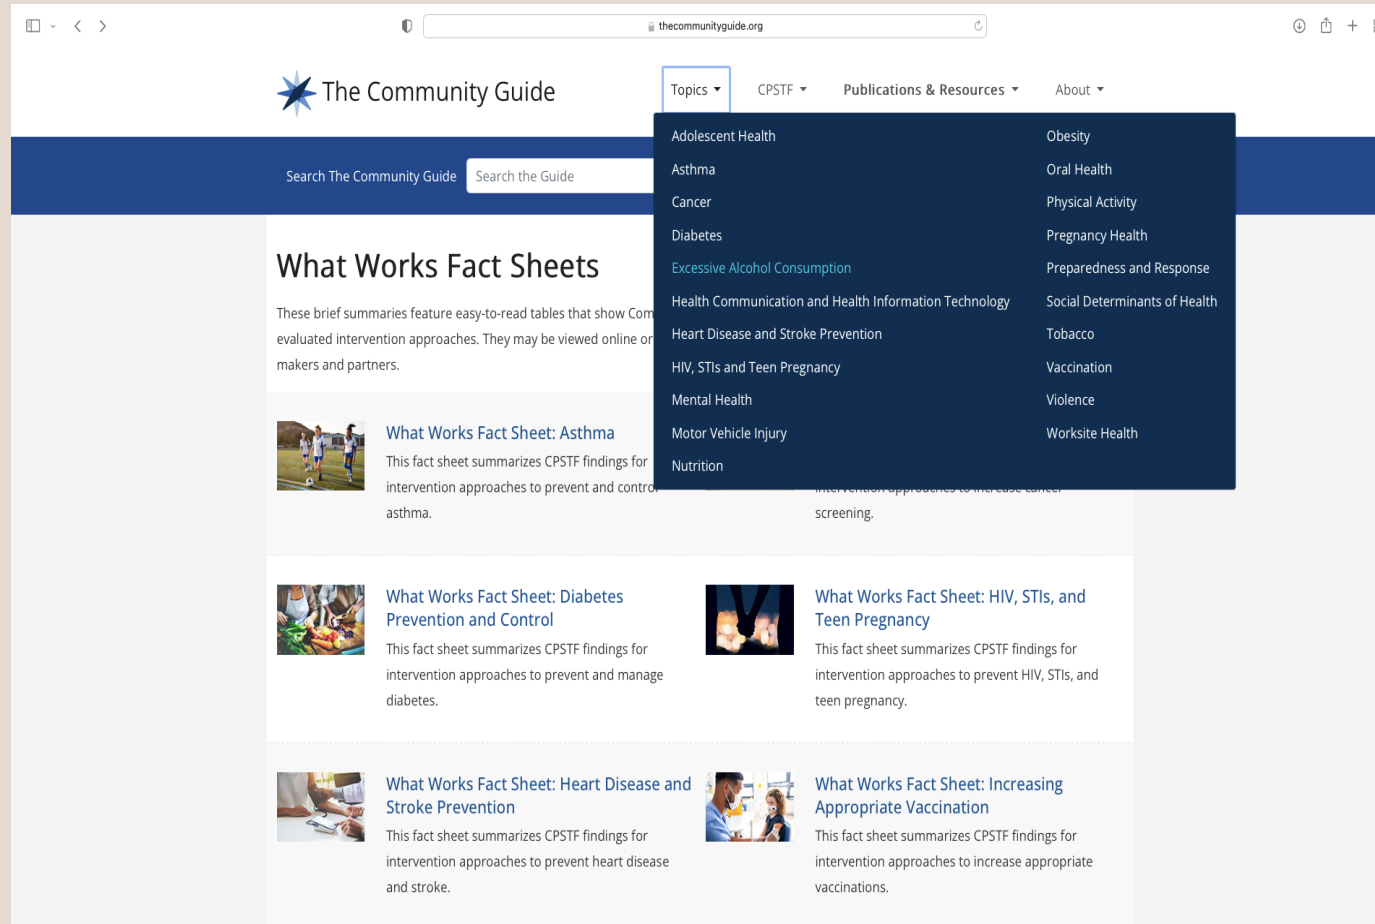 thecommunityguide.org
The Community Guide
Topics
CPSTF
Publications & Resources
About
Search The Community Guide
Search the Guide
Adolescent Health
Asthma
Cancer
Diabetes
Excessive Alcohol Consumption
Health Communication and Health Information Technology
Heart Disease and Stroke Prevention
HIV, STIs and Teen Pregnancy
Mental Health
Motor Vehicle Injury
Nutrition
Obesity
Oral Health
Physical Activity
Pregnancy Health
Preparedness and Response
Social Determinants of Health
Tobacco
Vaccination
Violence
Worksite Health
What Works Fact Sheets
These brief summaries feature easy-to-read tables that show Com
evaluated intervention approaches. They may be viewed online or
makers and partners.
What Works Fact Sheet: Asthma
This fact sheet summarizes CPSTF findings for
intervention approaches to prevent and control
asthma.
intervention approaches to increase cancer
screening.
What Works Fact Sheet: Diabetes
Prevention and Control
This fact sheet summarizes CPSTF findings for
intervention approaches to prevent and manage
diabetes.
What Works Fact Sheet: HIV, STIs, and
Teen Pregnancy
This fact sheet summarizes CPSTF findings for
intervention approaches to prevent HIV, STIs, and
teen pregnancy.
What Works Fact Sheet: Heart Disease and
Stroke Prevention
This fact sheet summarizes CPSTF findings for
intervention approaches to prevent heart disease
and stroke.
What Works Fact Sheet: Increasing
Appropriate Vaccination
This fact sheet summarizes CPSTF findings for
intervention approaches to increase appropriate
vaccinations.